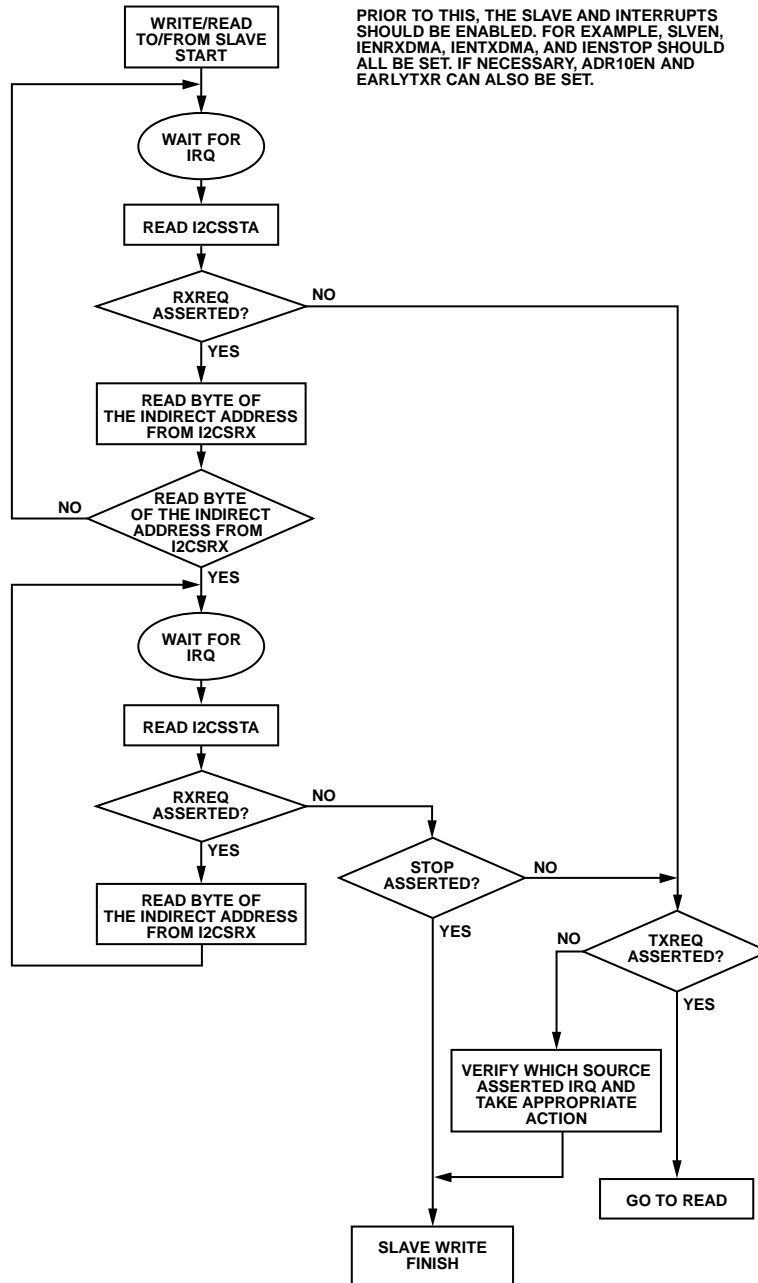 WRITE/READ
TO/FROM SLAVE
START
PRIOR TO THIS, THE SLAVE AND INTERRUPTS
SHOULD BE ENABLED. FOR EXAMPLE, SLVEN,
IENRXDMA, IENTXDMA, AND IENSTOP SHOULD
ALL BE SET. IF NECESSARY, ADR10EN AND
EARLYTXR CAN ALSO BE SET.
WAIT FOR
IRQ
READ I2CSSTA
RXREQ
ASSERTED?
NO
YES
READ BYTE OF
THE INDIRECT ADDRESS
FROM I2CSRX
NO
READ BYTE
OF THE INDIRECT
ADDRESS FROM
I2CSRX
YES
WAIT FOR
IRQ
READ I2CSSTA
RXREQ
ASSERTED?
NO
YES
READ BYTE OF
THE INDIRECT ADDRESS
FROM I2CSRX
STOP
ASSERTED?
NO
YES
NO
TXREQ
ASSERTED?
YES
VERIFY WHICH SOURCE
ASSERTED IRQ AND
TAKE APPROPRIATE
ACTION
GO TO READ
SLAVE WRITE
FINISH